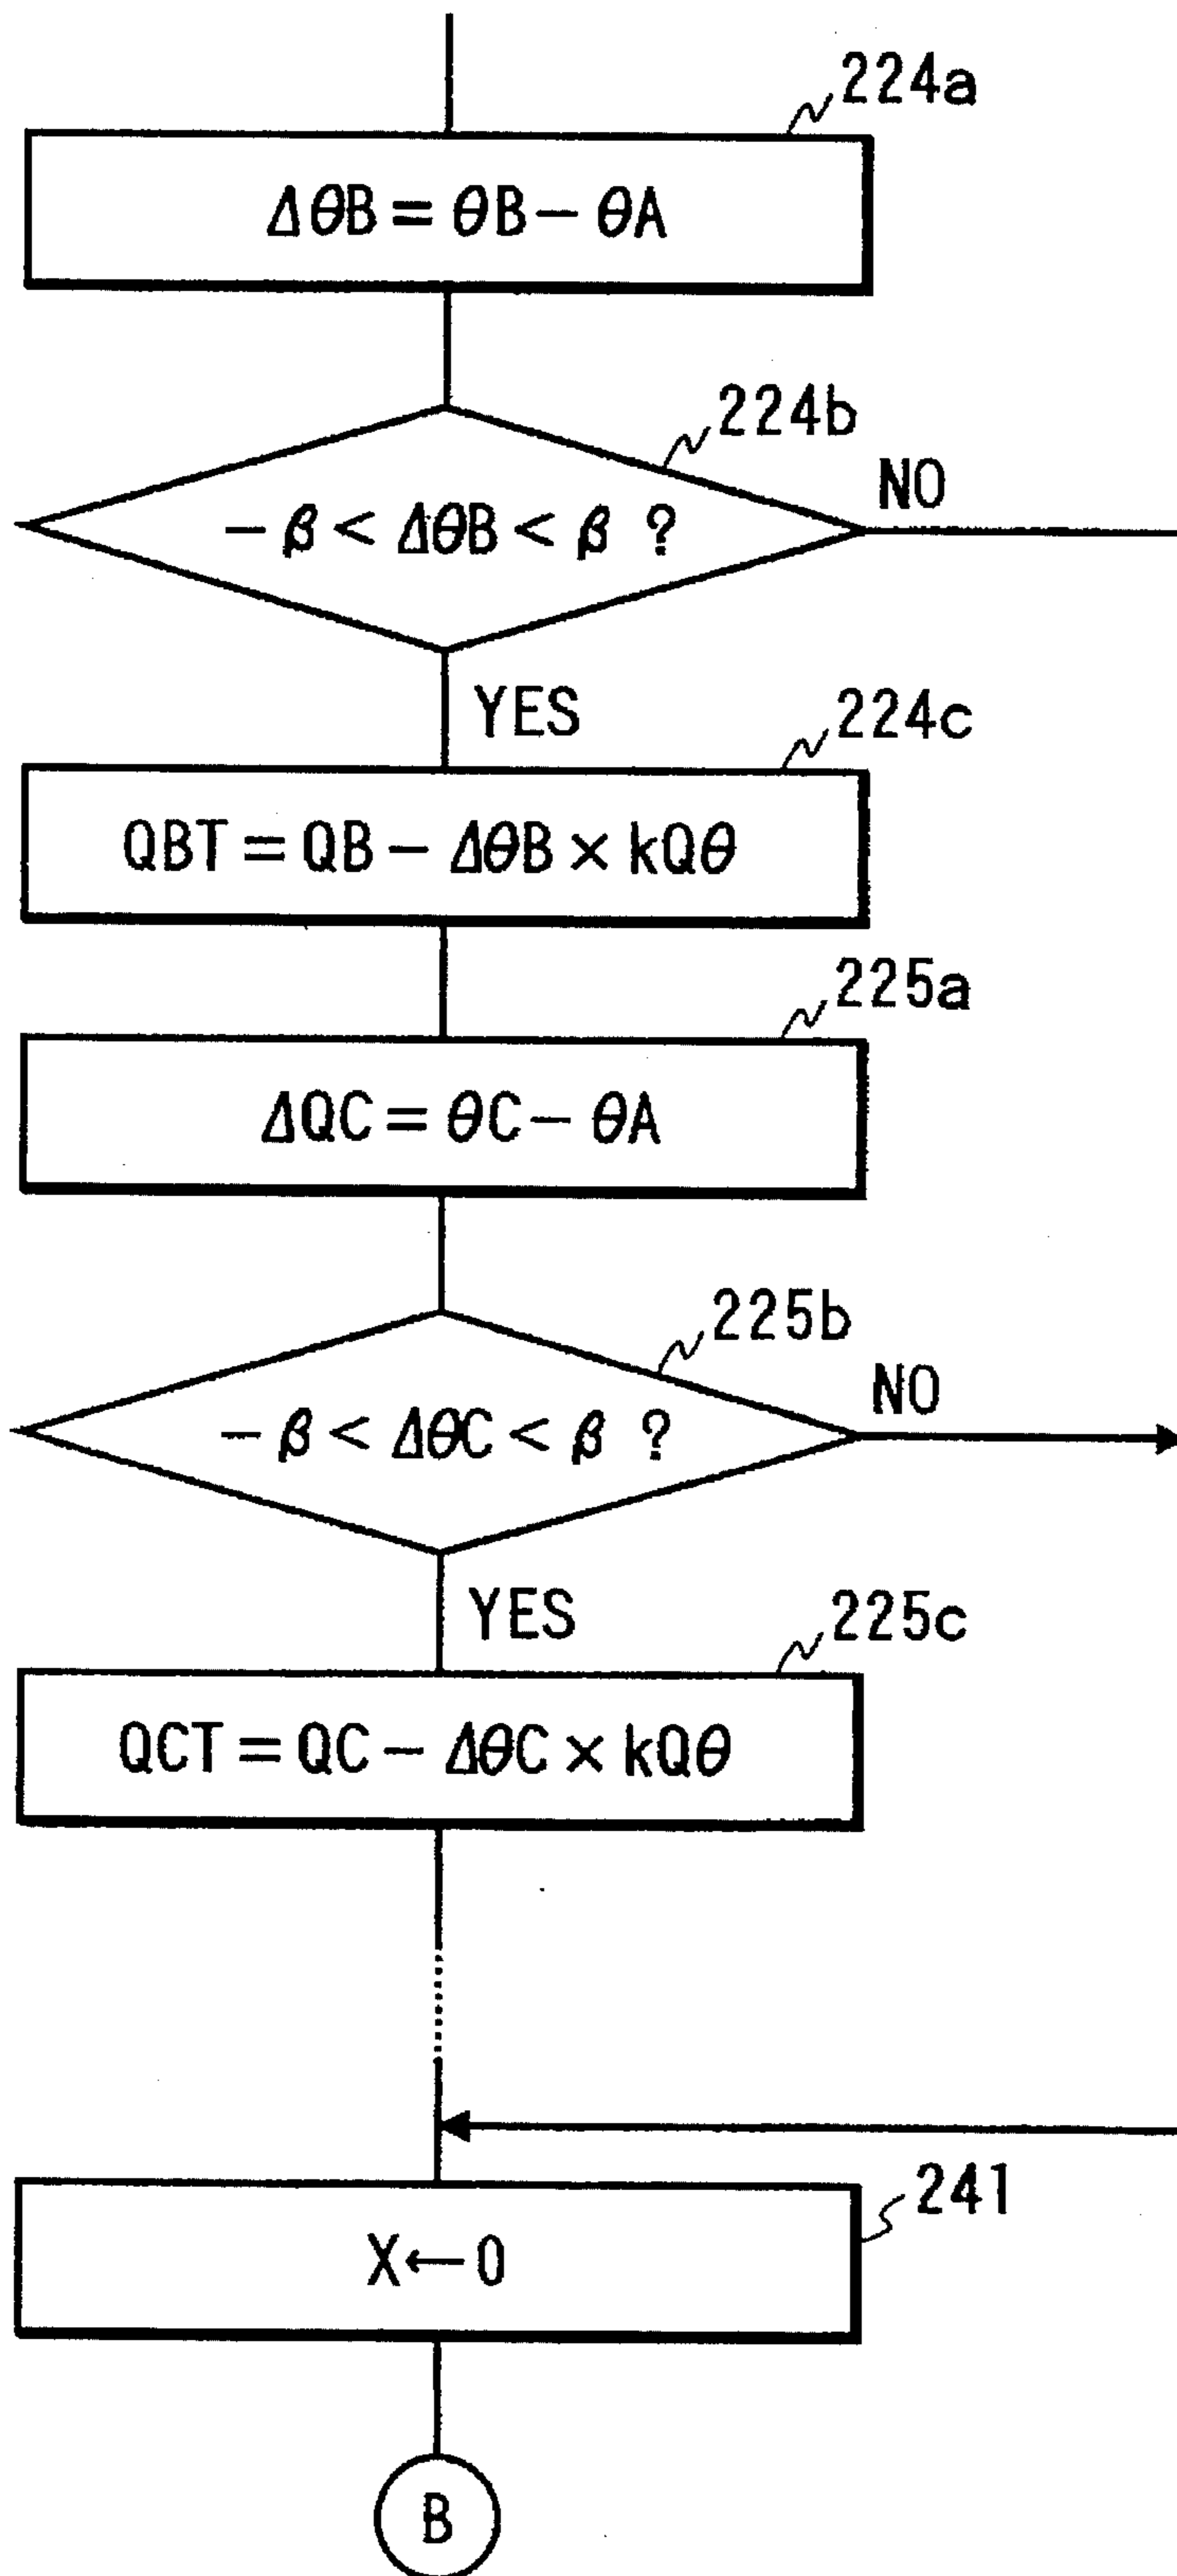 224a
ΔθB = θB - θA
224b
NO
- β < ΔθB < β ?
YES
224c
QBT = QB - ΔθB × kQθ
225a
ΔQC = θC - θA
225b
NO
- β < ΔθC < β ?
YES
225c
QCT = QC - ΔθC × kQθ
241
X ← 0
B